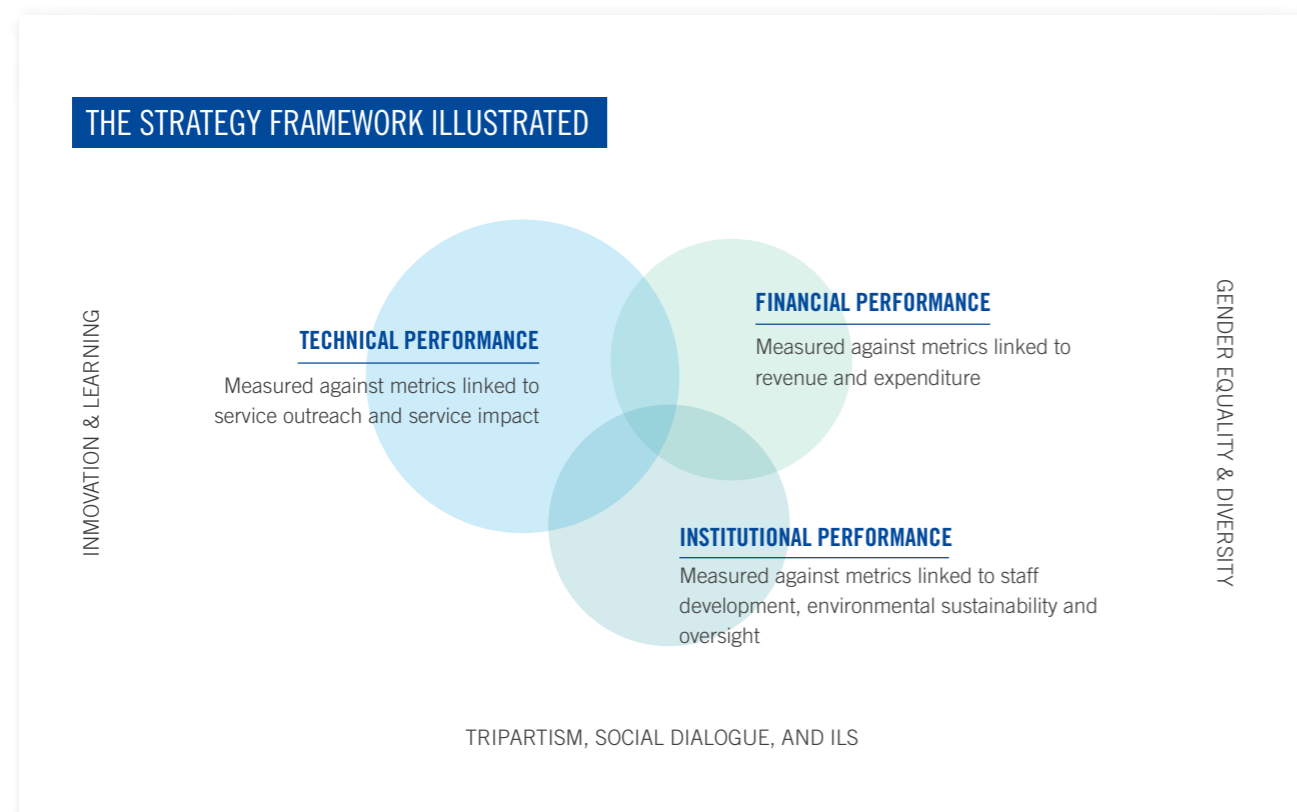 THE STRATEGY FRAMEWORK ILLUSTRATED
INMOVATION & LEARNING
TECHNICAL PERFORMANCE
Measured against metrics linked to
service outreach and service impact
FINANCIAL PERFORMANCE
Measured against metrics linked to
revenue and expenditure
INSTITUTIONAL PERFORMANCE
Measured against metrics linked to staff
development, environmental sustainability and
oversight
GENDER EQUALITY & DIVERSITY
TRIPARTISM, SOCIAL DIALOGUE, AND ILS